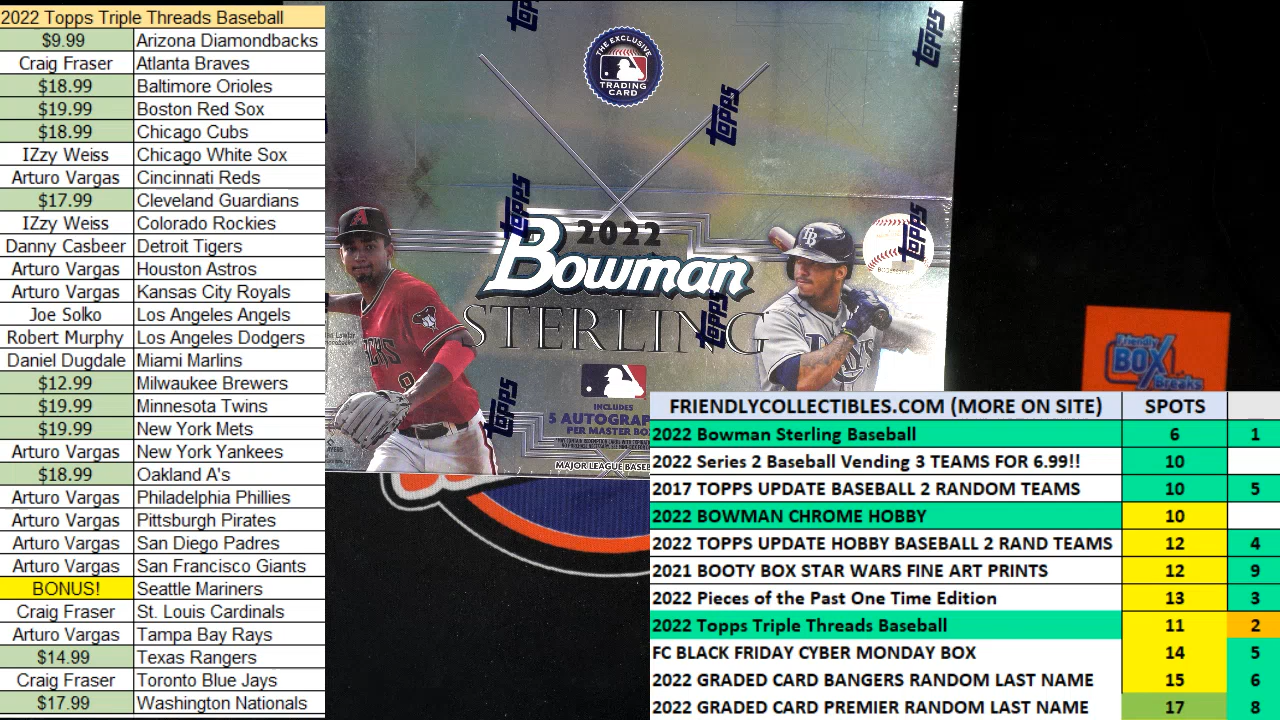 2022 Topps Triple Threads Baseball
$9.99 Arizona Diamondbacks
Craig Fraser Atlanta Braves
$18.99 Baltimore Orioles
$19.99 Boston Red Sox
$18.99 Chicago Cubs
IZzy Weiss Chicago White Sox
Arturo Vargas Cincinnati Reds
$17.99 Cleveland Guardians
IZzy Weiss Colorado Rockies
Danny Casbeer Detroit Tigers
Arturo Vargas Houston Astros
Arturo Vargas Kansas City Royals
Joe Solko Los Angeles Angels
Robert Murphy Los Angeles Dodgers
Daniel Dugdale Miami Marlins
$12.99 Milwaukee Brewers
$19.99 Minnesota Twins
$19.99 New York Mets
Arturo Vargas New York Yankees
$18.99 Oakland A's
Arturo Vargas Philadelphia Phillies
Arturo Vargas Pittsburgh Pirates
Arturo Vargas San Diego Padres
Arturo Vargas San Francisco Giants
BONUS! Seattle Mariners
Craig Fraser St. Louis Cardinals
Arturo Vargas Tampa Bay Rays
$14.99 Texas Rangers
Craig Fraser Toronto Blue Jays
$17.99 Washington Nationals
topps
topps
THE EXCLUSIVE
TRADING
CARD
topps
topps
topps
2022
Bowman
STERLING
topps
topps
A
TB
RAYS
INCLUDES
5 AUTOGRAP
PER MASTER BO
MAJOR LEAGUE BASEB
Friendly
BOX
Breaks
FRIENDLYCOLLECTIBLES.COM (MORE ON SITE) SPOTS
2022 Bowman Sterling Baseball 6 1
2022 Series 2 Baseball Vending 3 TEAMS FOR 6.99!! 10
2017 TOPPS UPDATE BASEBALL 2 RANDOM TEAMS 10 5
2022 BOWMAN CHROME HOBBY 10
2022 TOPPS UPDATE HOBBY BASEBALL 2 RAND TEAMS 12 4
2021 BOOTY BOX STAR WARS FINE ART PRINTS 12 9
2022 Pieces of the Past One Time Edition 13 3
2022 Topps Triple Threads Baseball 11 2
FC BLACK FRIDAY CYBER MONDAY BOX 14 5
2022 GRADED CARD BANGERS RANDOM LAST NAME 15 6
2022 GRADED CARD PREMIER RANDOM LAST NAME 17 8